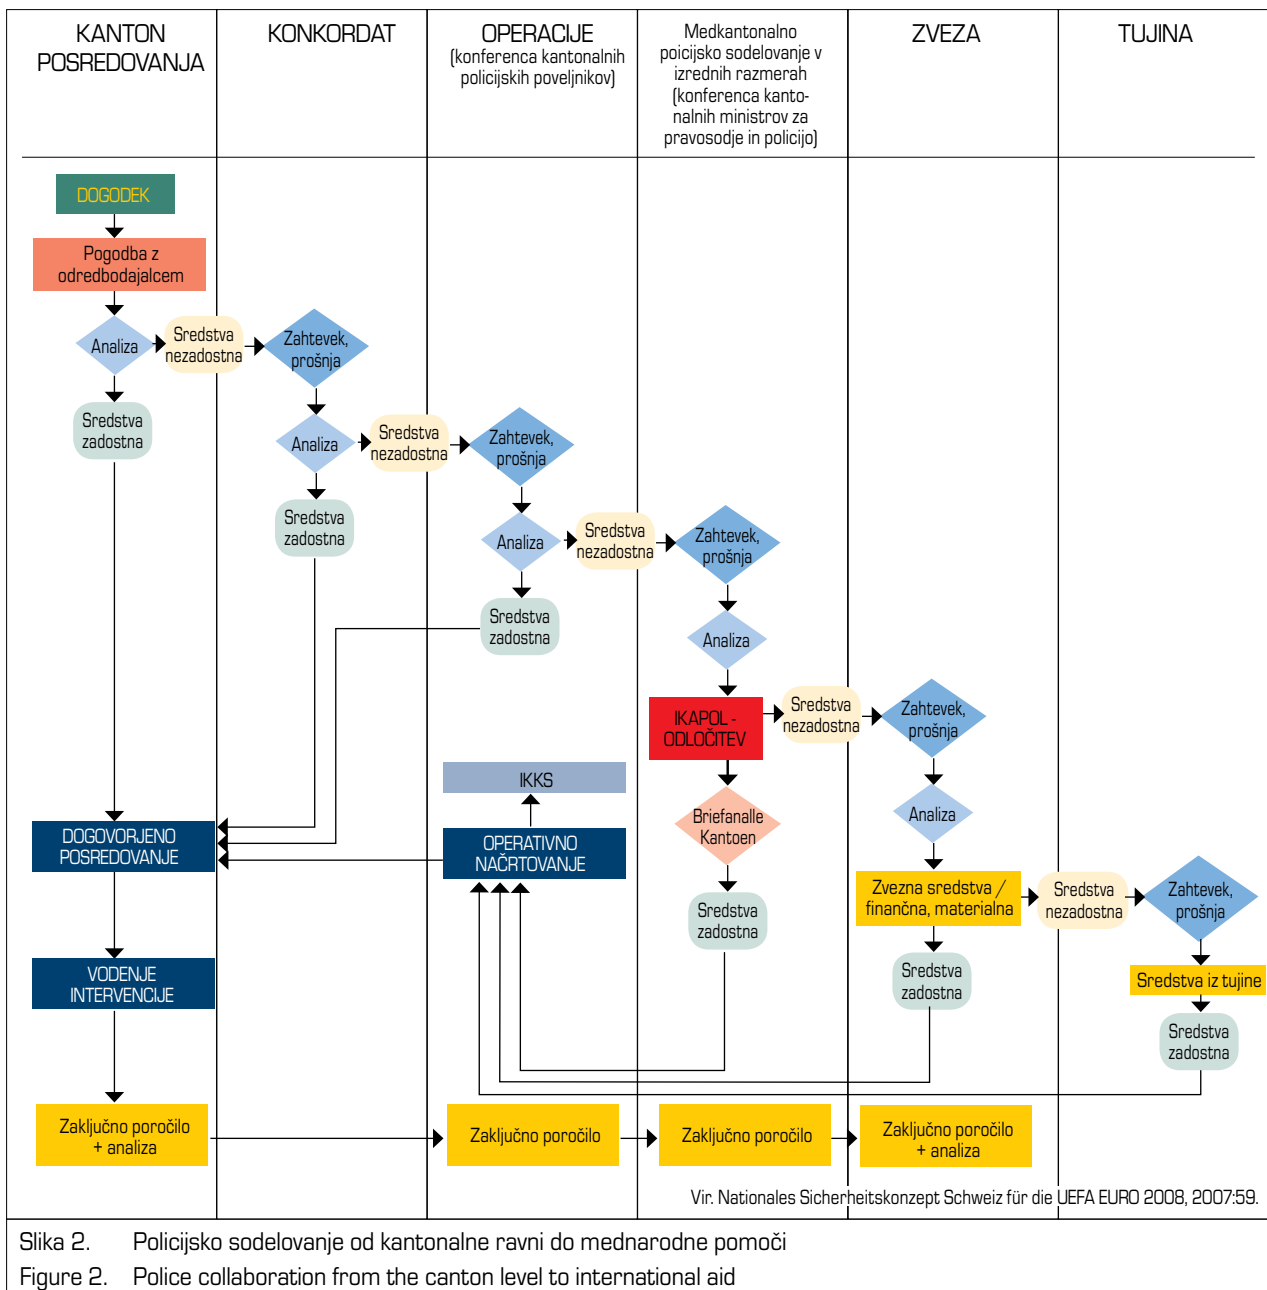 KANTON
POSREDOVANJA
KONKORDAT
OPERACIJE
(konferenca kantonalnih
policijskih poveljnikov)
Medkantonalno
poicijsko sodelovanje v
izrednih razmerah
(konferenca kanto-
nalnih ministrov za
pravosodje in policijo)
ZVEZA
TUJINA
DOGODEK
Pogodba z
odredbodajalcem
Analiza
Sredstva
nezadostna
Zahtevek,
prošnja
Sredstva
zadostna
Analiza
Sredstva
nezadostna
Zahtevek,
prošnja
Sredstva
zadostna
Analiza
Sredstva
nezadostna
Zahtevek,
prošnja
Sredstva
zadostna
Analiza
IKAPOL -
ODLOČITEV
Sredstva
nezadostna
Zahtevek,
prošnja
IKKS
Briefanalle
Kantoen
Analiza
DOGOVORJENO
POSREDOVANJE
OPERATIVNO
NAČRTOVANJE
Sredstva
zadostna
Zvezna sredstva /
finančna, materialna
Sredstva
nezadostna
Zahtevek,
prošnja
VODENJE
INTERVENCIJE
Sredstva
zadostna
Sredstva iz tujine
Sredstva
zadostna
Zaključno poročilo
+ analiza
Zaključno poročilo
Zaključno poročilo
Zaključno poročilo
+ analiza
Vir. Nationales Sicherheitskonzept Schweiz für die UEFA EURO 2008, 2007:59.
Slika 2. Policijsko sodelovanje od kantonalne ravni do mednarodne pomoči
Figure 2. Police collaboration from the canton level to international aid